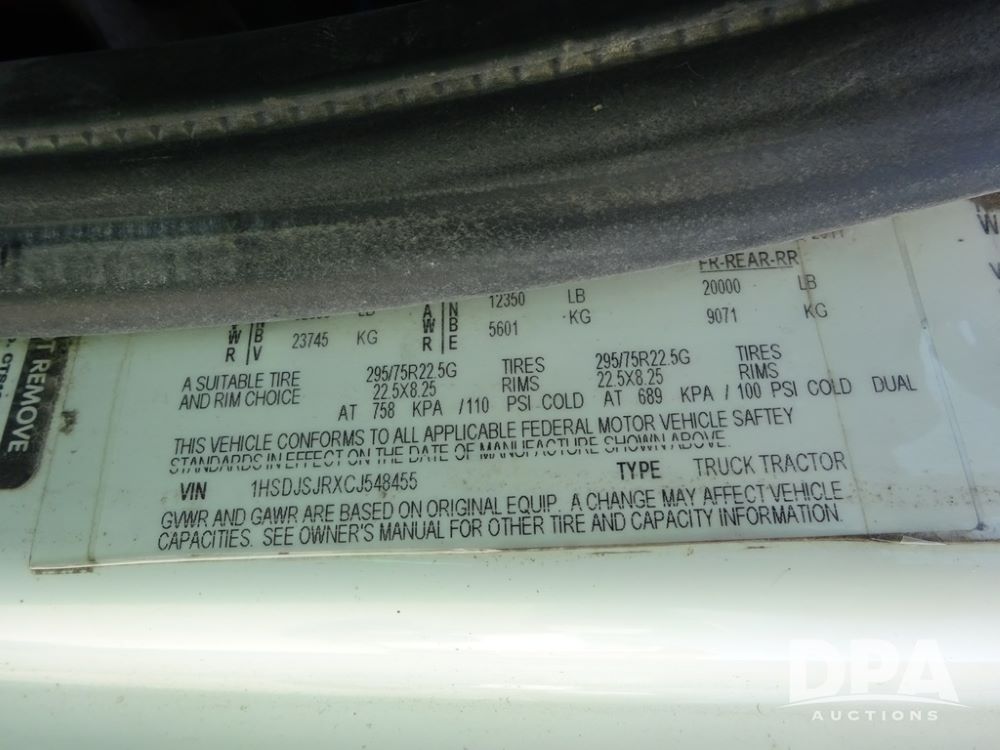 FR-REAR-RR
12350 LB 20000 LB
W B 23745 KG W B 5601 KG 9071 KG
R V R E
A SUITABLE TIRE 295/75R22.5G TIRES 295/75R22.5G TIRES
AND RIM CHOICE 22.5X8.25 RIMS 22.5X8.25 RIMS
AT 758 KPA /110 PSI COLD AT 689 KPA /100 PSI COLD DUAL
THIS VEHICLE CONFORMS TO ALL APPLICABLE FEDERAL MOTOR VEHICLE SAFTEY
STANDARDS IN EFFECT ON THE DATE OF MANUFACTURE SHOWN ABOVE.
VIN 1HSDJSJRXCJ548455 TYPE TRUCK TRACTOR
GVWR AND GAWR ARE BASED ON ORIGINAL EQUIP. A CHANGE MAY AFFECT VEHICLE
CAPACITIES. SEE OWNER'S MANUAL FOR OTHER TIRE AND CAPACITY INFORMATION.
REMOVE
DPA
AUCTIONS